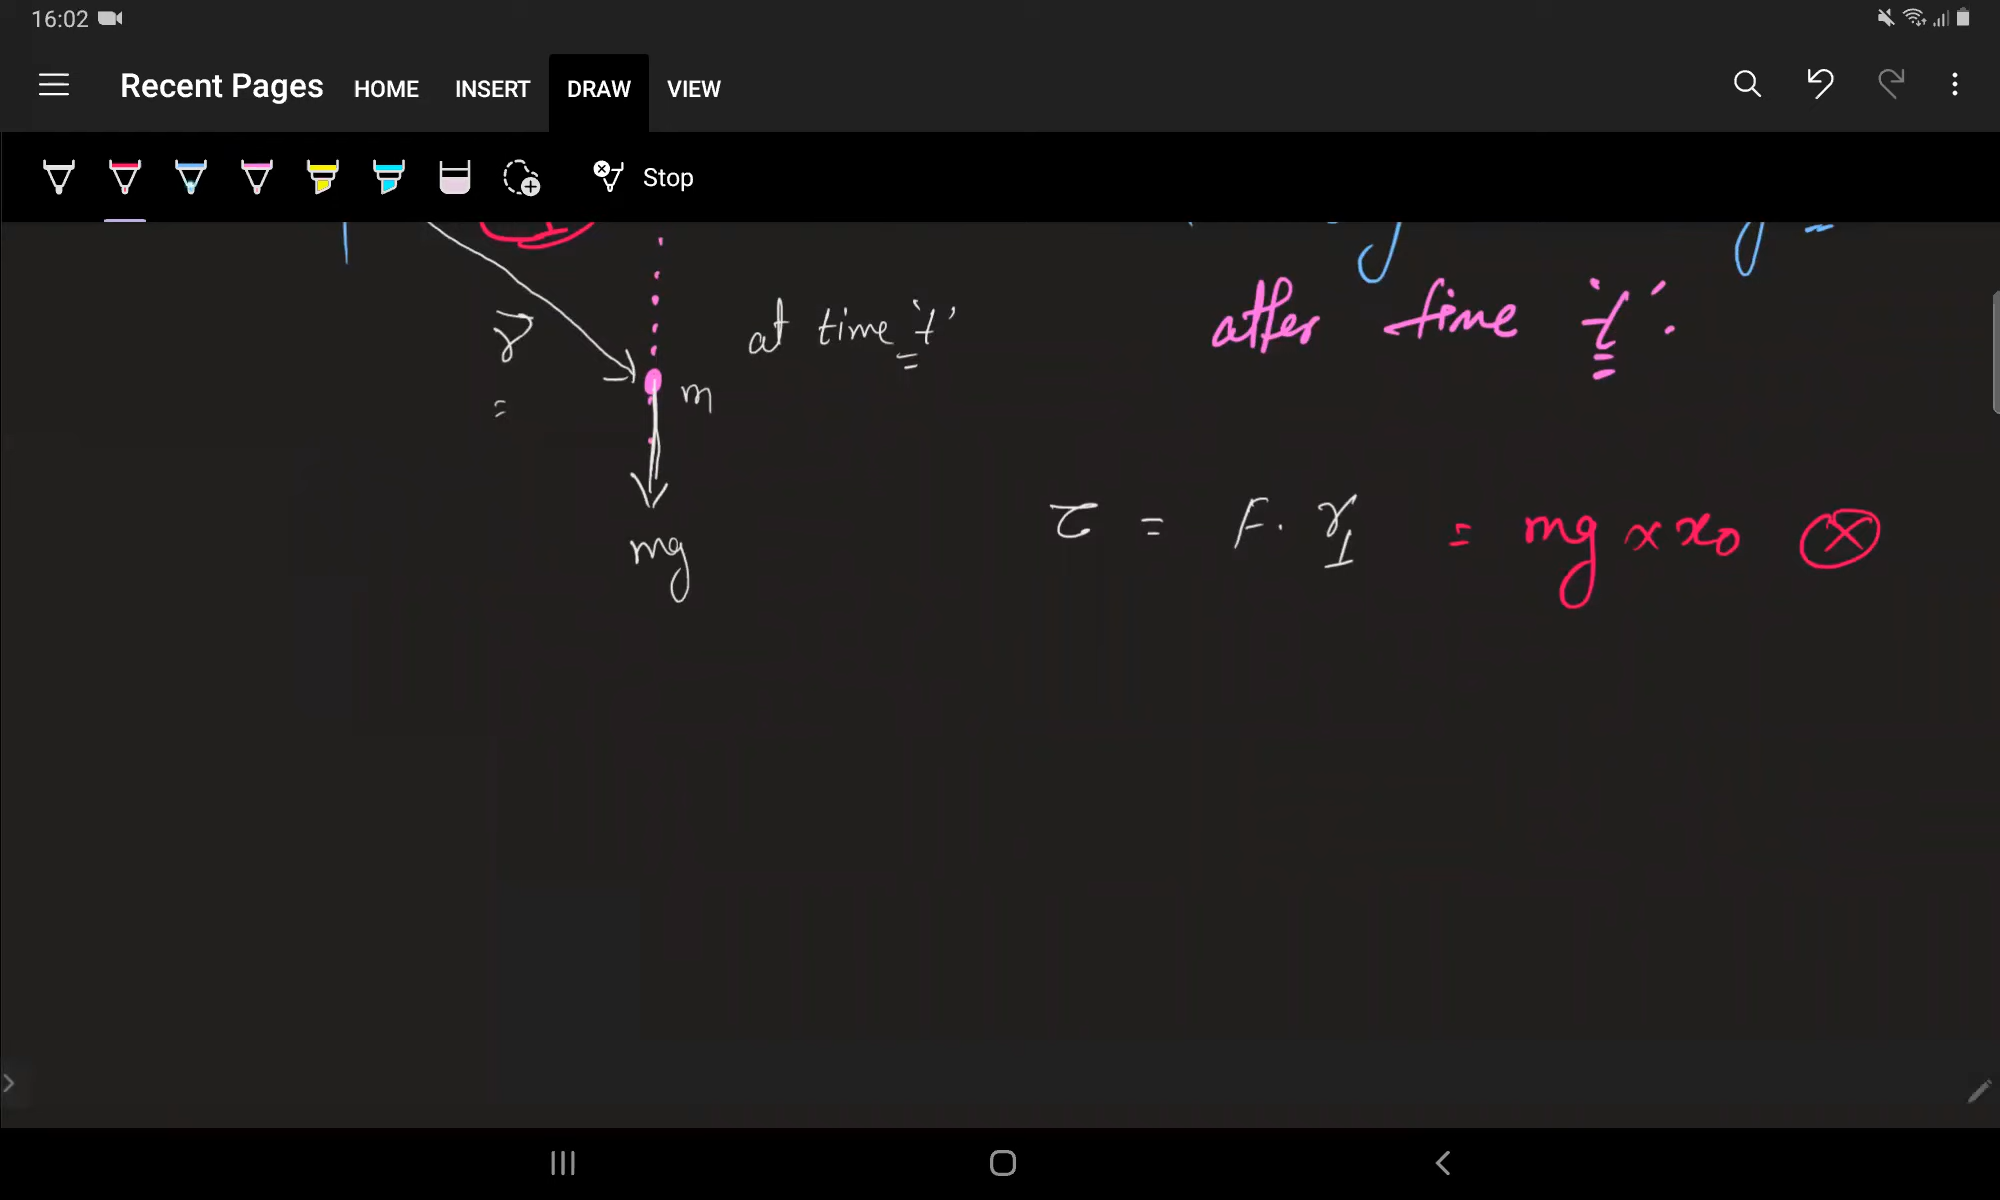 16:02
Recent Pages HOME INSERT DRAW VIEW
Stop
after time 't'.
at time 't'
r
=
m
mg
τ = F. r⊥ = mg × x₀ ⊗